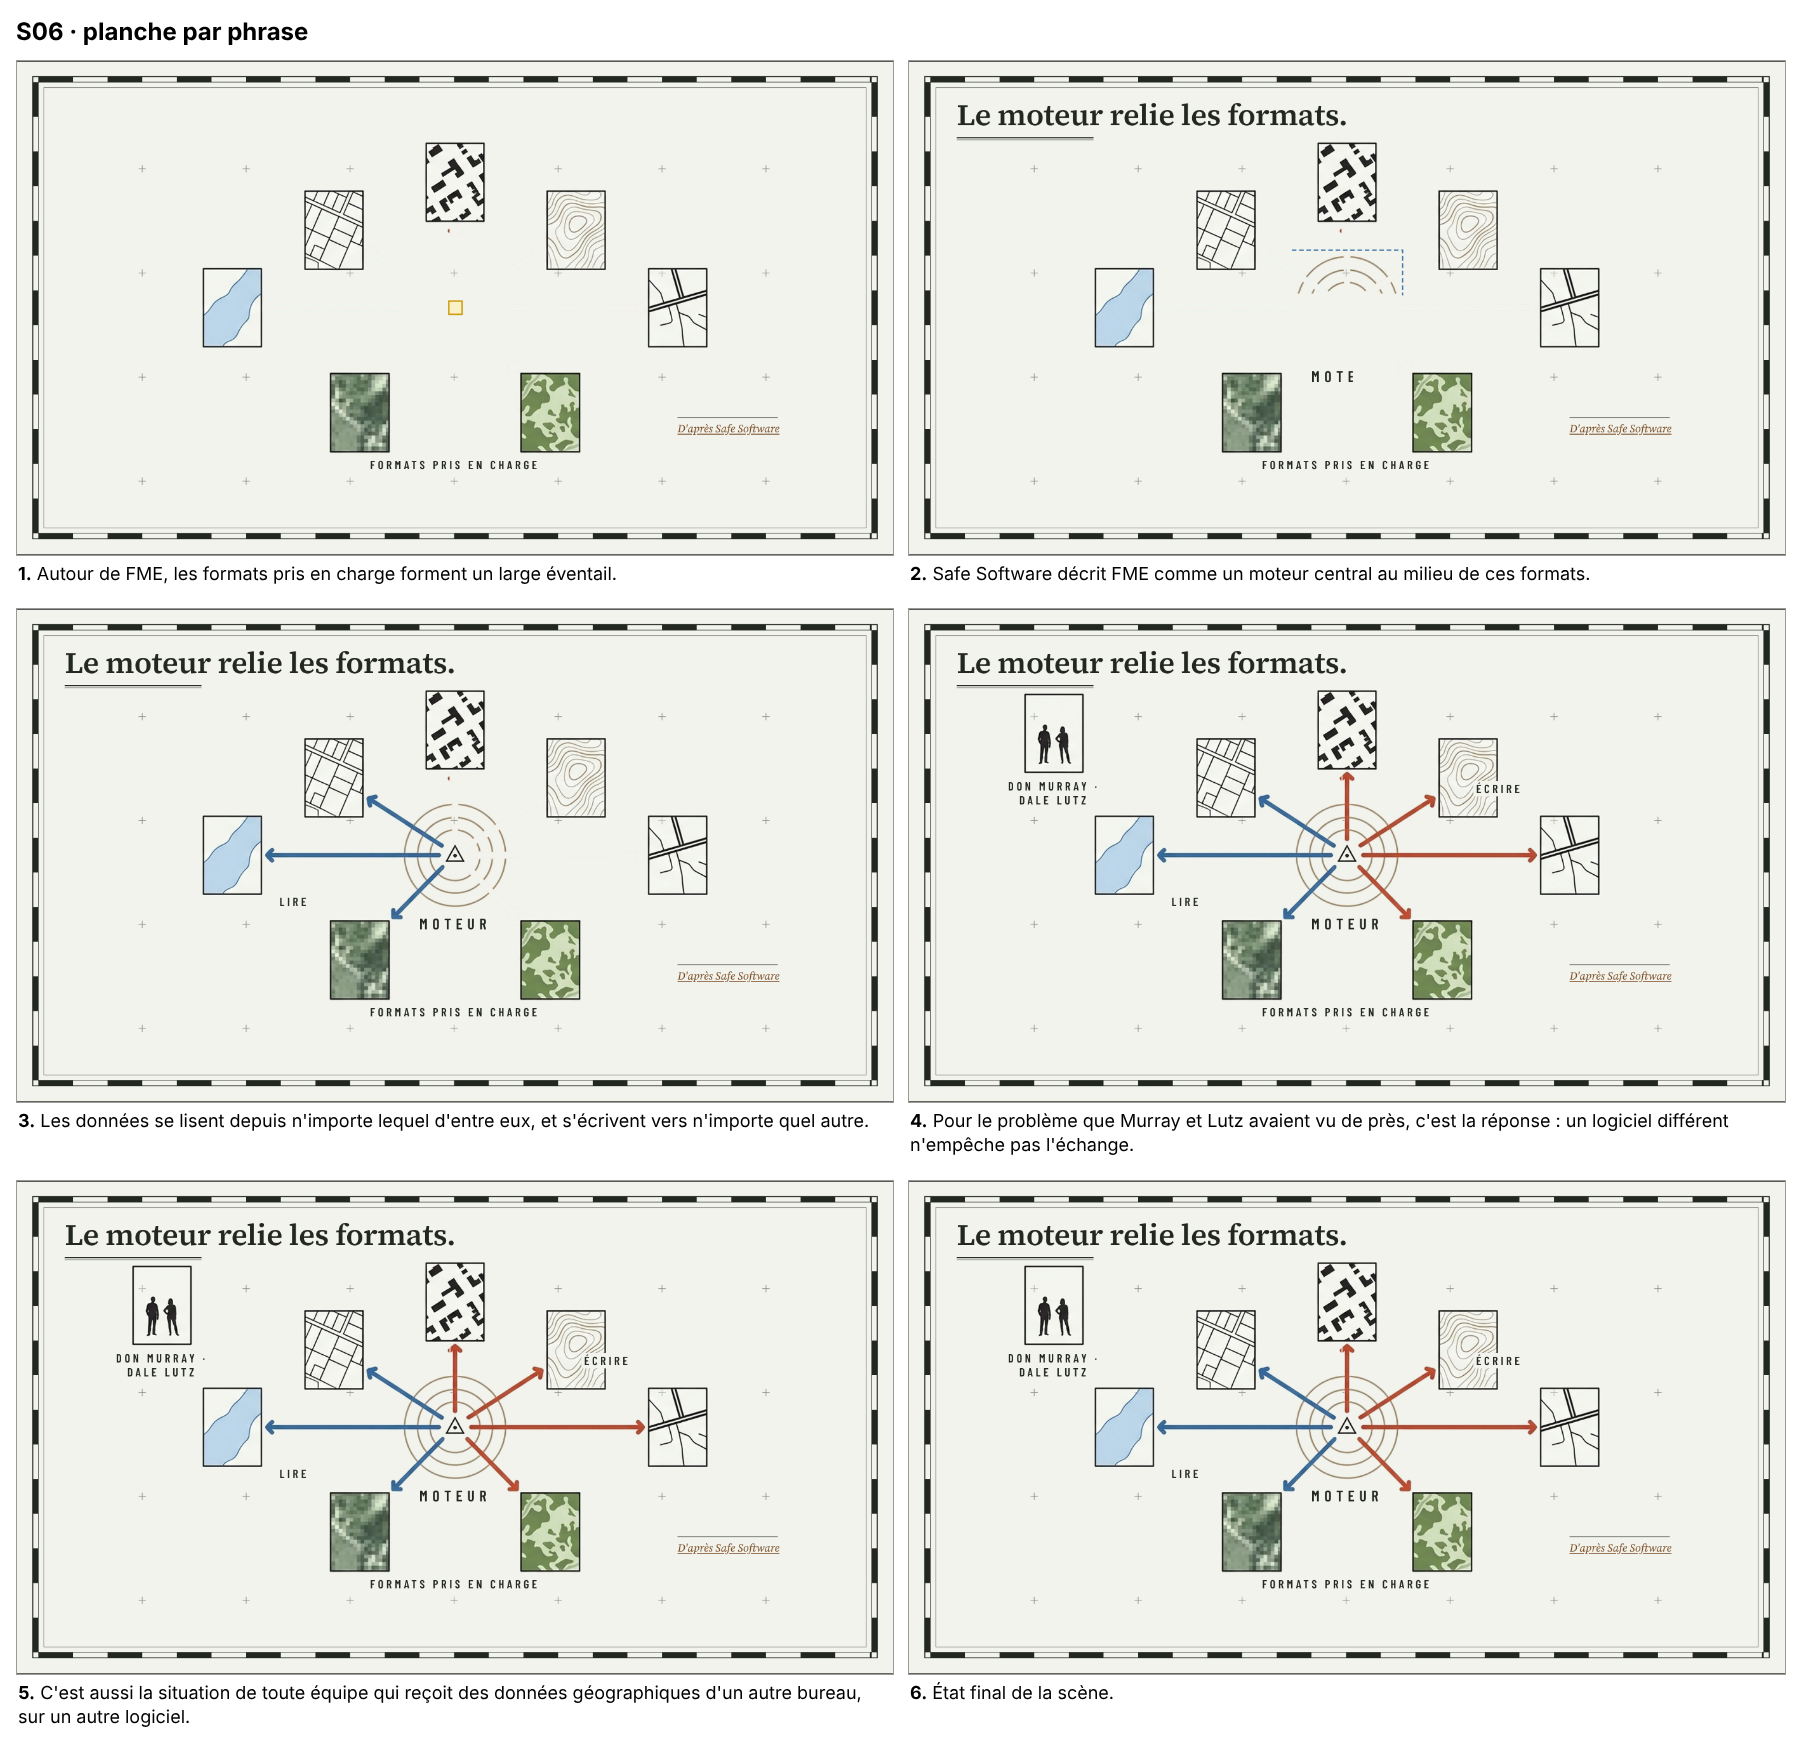 S06 · planche par phrase
FORMATS PRIS EN CHARGE
D'après Safe Software
1. Autour de FME, les formats pris en charge forment un large éventail.
Le moteur relie les formats.
MOTE
FORMATS PRIS EN CHARGE
D'après Safe Software
2. Safe Software décrit FME comme un moteur central au milieu de ces formats.
Le moteur relie les formats.
LIRE
MOTEUR
D'après Safe Software
FORMATS PRIS EN CHARGE
3. Les données se lisent depuis n'importe lequel d'entre eux, et s'écrivent vers n'importe quel autre.
Le moteur relie les formats.
DON MURRAY ·
DALE LUTZ
ÉCRIRE
LIRE
MOTEUR
D'après Safe Software
FORMATS PRIS EN CHARGE
4. Pour le problème que Murray et Lutz avaient vu de près, c'est la réponse : un logiciel différent
n'empêche pas l'échange.
Le moteur relie les formats.
DON MURRAY ·
DALE LUTZ
ÉCRIRE
LIRE
MOTEUR
D'après Safe Software
FORMATS PRIS EN CHARGE
5. C'est aussi la situation de toute équipe qui reçoit des données géographiques d'un autre bureau,
sur un autre logiciel.
Le moteur relie les formats.
DON MURRAY ·
DALE LUTZ
ÉCRIRE
LIRE
MOTEUR
D'après Safe Software
FORMATS PRIS EN CHARGE
6. État final de la scène.